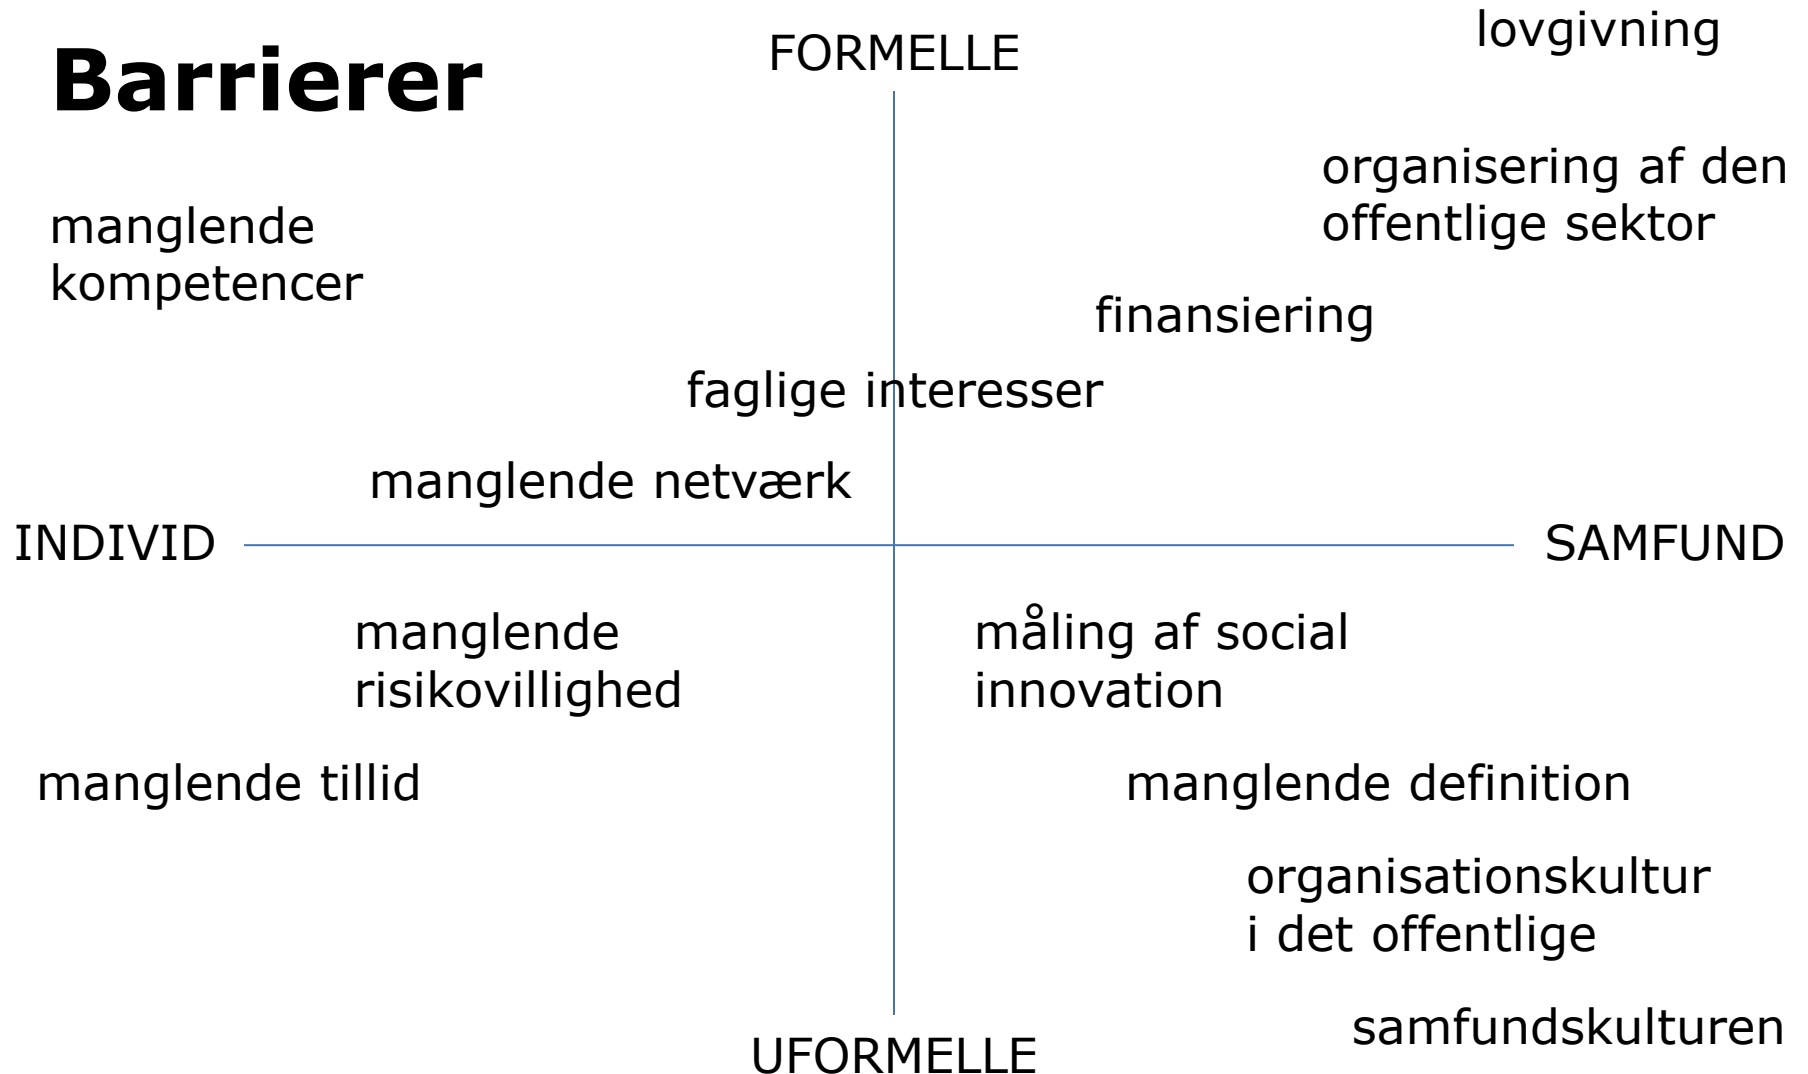 Barrierer
FORMELLE
lovgivning
organisering af den
offentlige sektor
manglende
kompetencer
finansiering
faglige interesser
manglende netværk
INDIVID
SAMFUND
manglende
risikovillighed
måling af social
innovation
manglende tillid
manglende definition
organisationskultur
i det offentlige
samfundskulturen
UFORMELLE